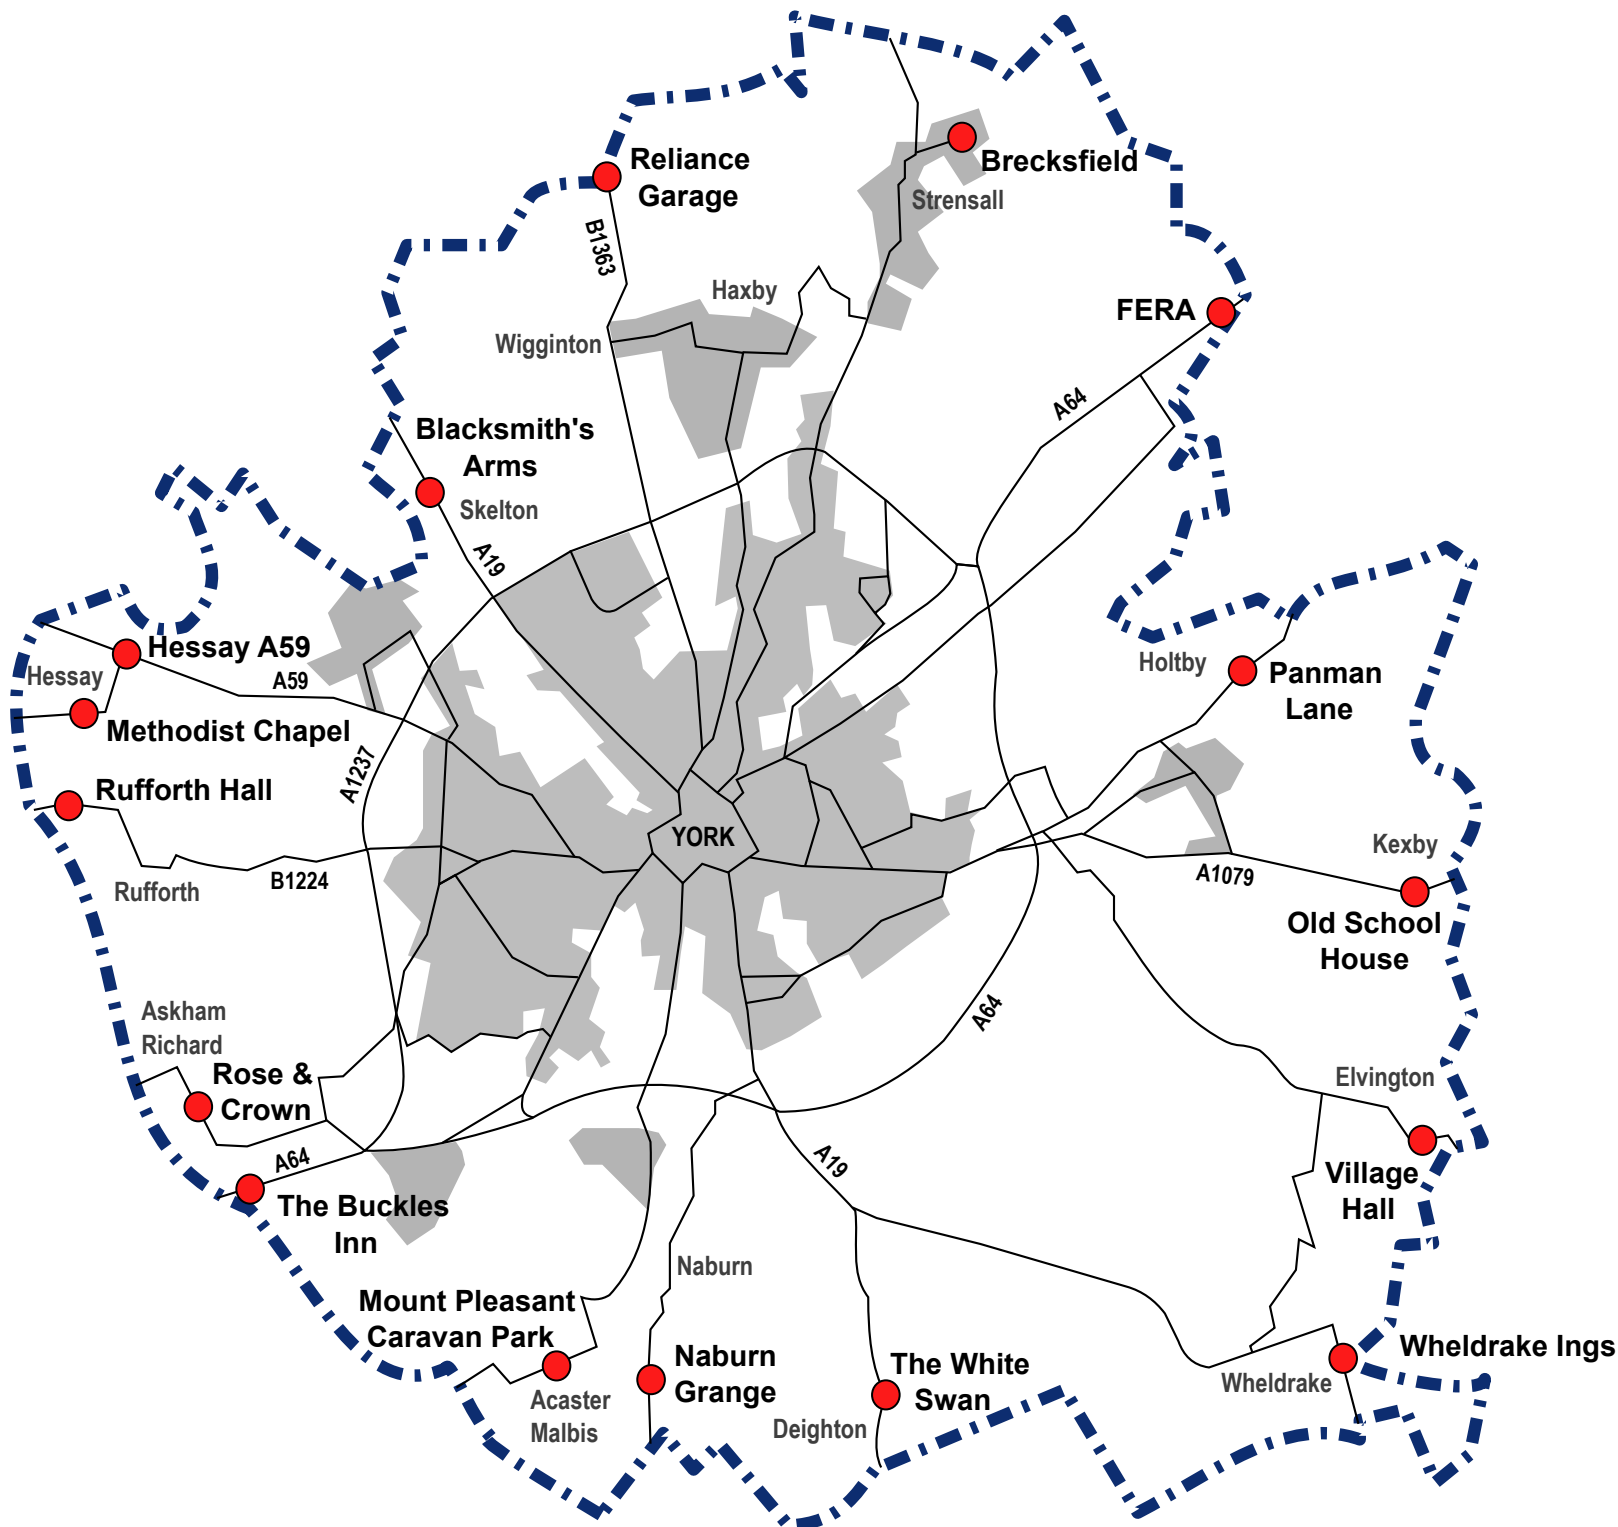 Reliance
Garage
Brecksfield
Strensall
B1363
Haxby
FERA
Wigginton
A64
Blacksmith's
Arms
Skelton
A19
Hessay A59
Hessay
A59
Methodist Chapel
Holtby
Panman
Lane
A1237
Rufforth Hall
YORK
Kexby
Rufforth
B1224
A1079
Old School
House
Askham
Richard
A64
Rose &
Crown
Elvington
A64
A19
Village
Hall
The Buckles
Inn
Naburn
Mount Pleasant
Caravan Park
Naburn
Grange
The White
Swan
Wheldrake Ings
Wheldrake
Acaster
Malbis
Deighton